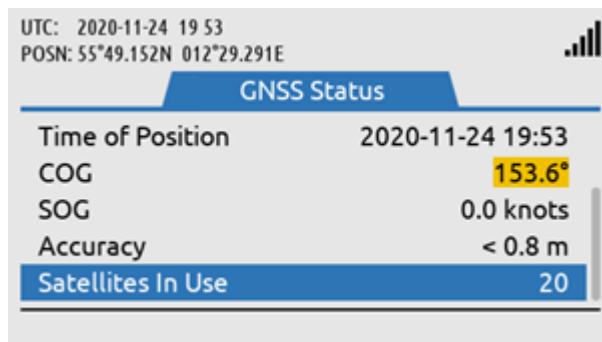 UTC: 2020-11-24 19 53
POSN: 55°49.152N 012°29.291E
GNSS Status
Time of Position 2020-11-24 19:53
COG 153.6°
SOG 0.0 knots
Accuracy < 0.8 m
Satellites In Use 20